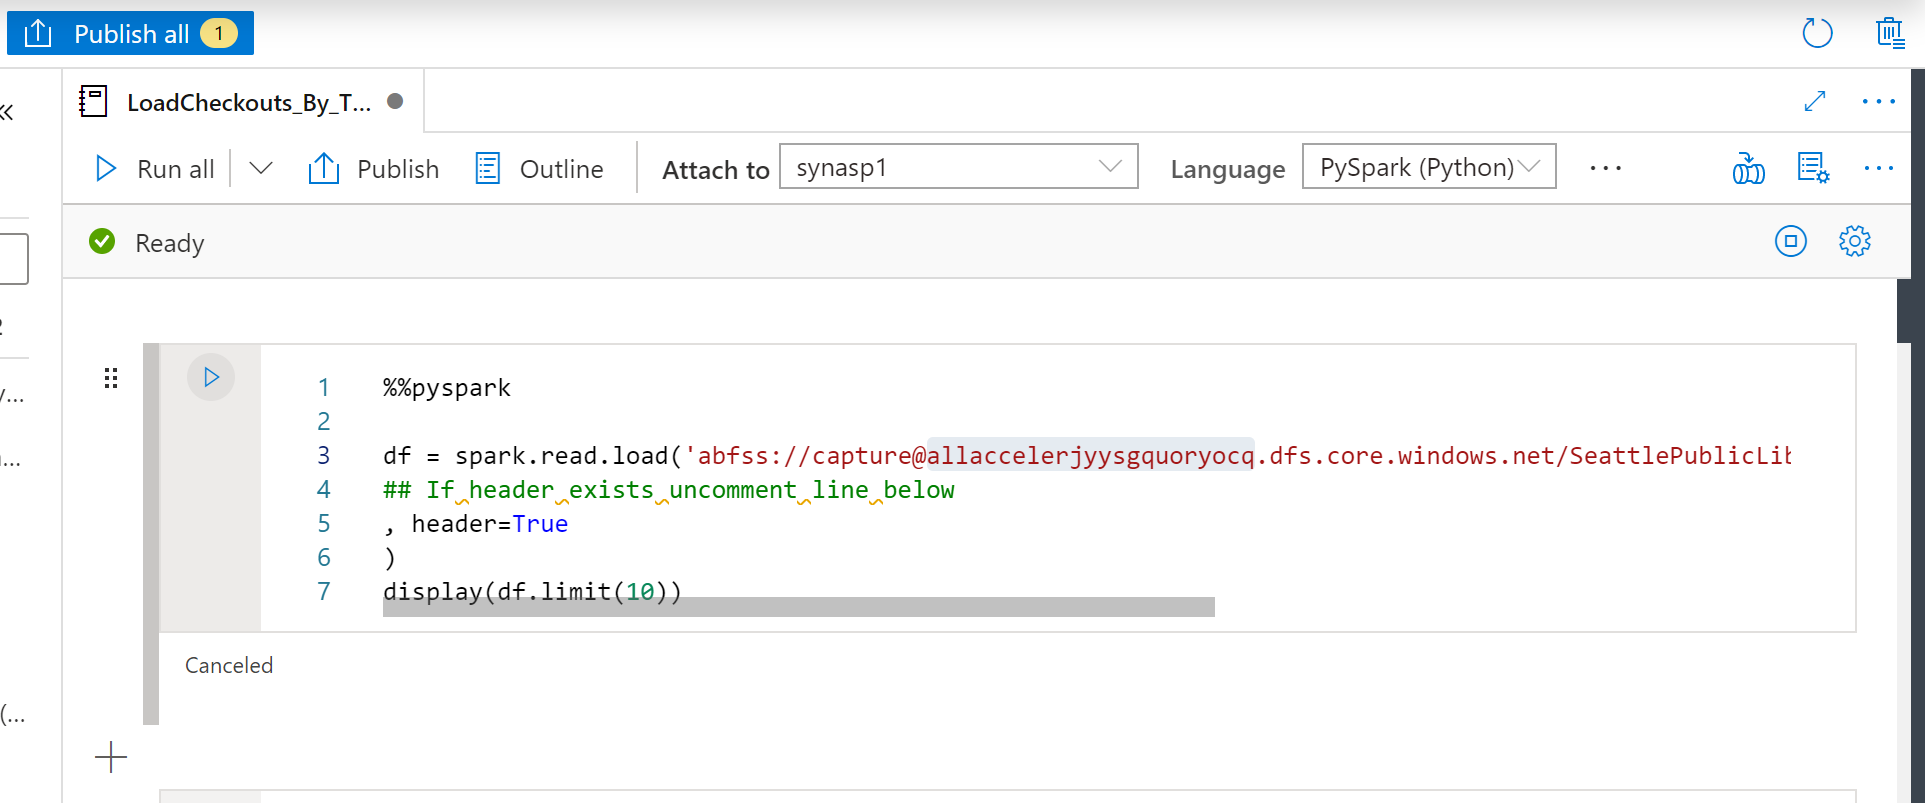 Publish all 1
LoadCheckouts_By_T...
Run all Publish Outline Attach to synasp1 Language PySpark (Python)
Ready
1 %%pyspark
2
3 df = spark.read.load('abfss://capture@allaccelerjyysgquoryocq.dfs.core.windows.net/SeattlePublicLib
4 ## If header exists uncomment line below
5 , header=True
6 )
7 display(df.limit(10))
Canceled